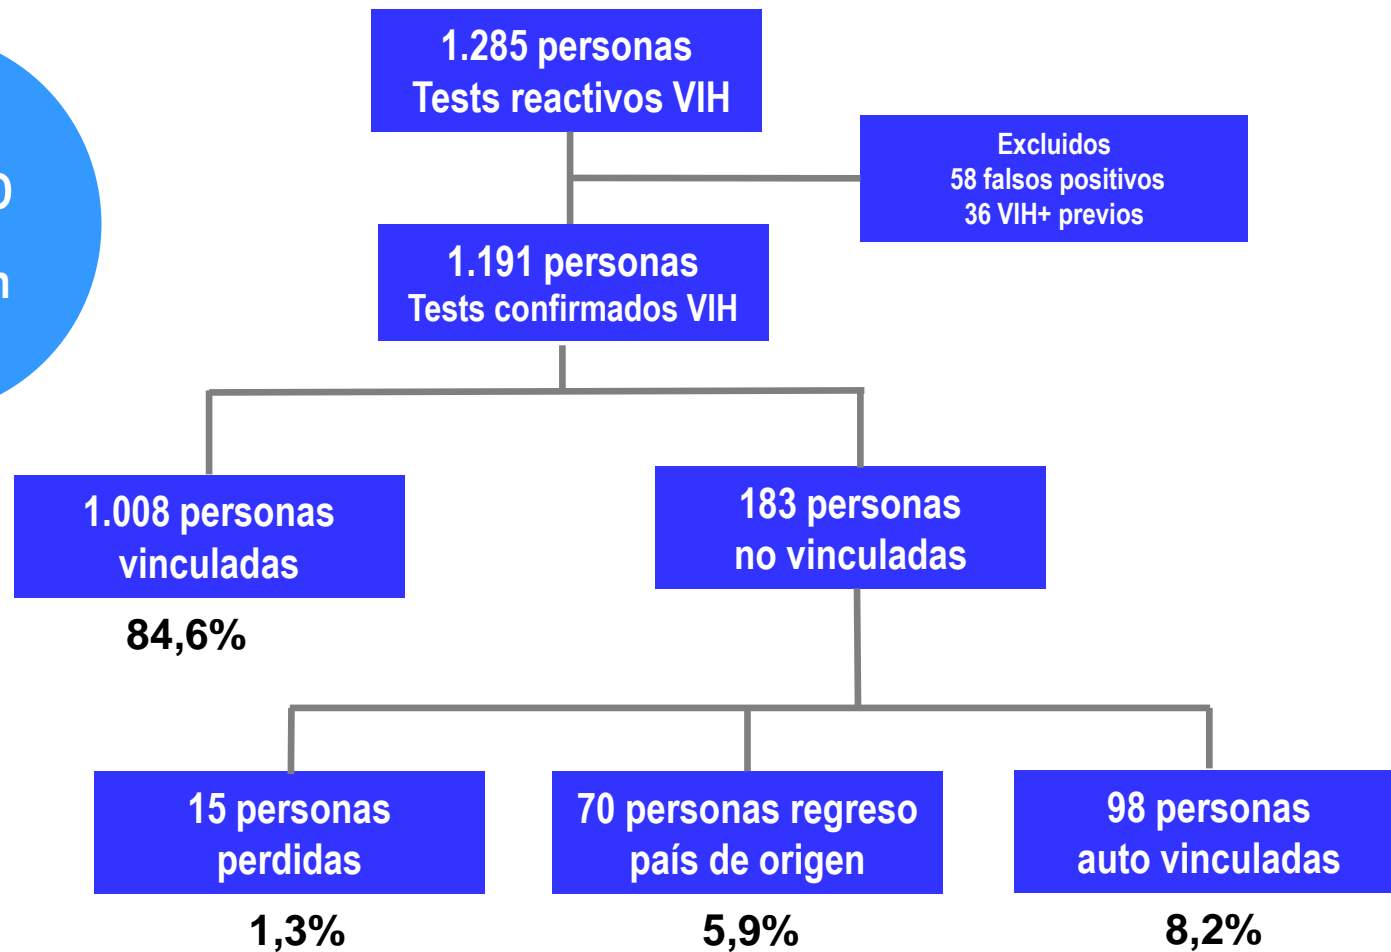 1.285 personas
Tests reactivos VIH
Excluidos
58 falsos positivos
36 VIH+ previos
1.191 personas
Tests confirmados VIH
1.008 personas
vinculadas
84,6%
183 personas
no vinculadas
15 personas
perdidas
1,3%
70 personas regreso
país de origen
5,9%
98 personas
auto vinculadas
8,2%